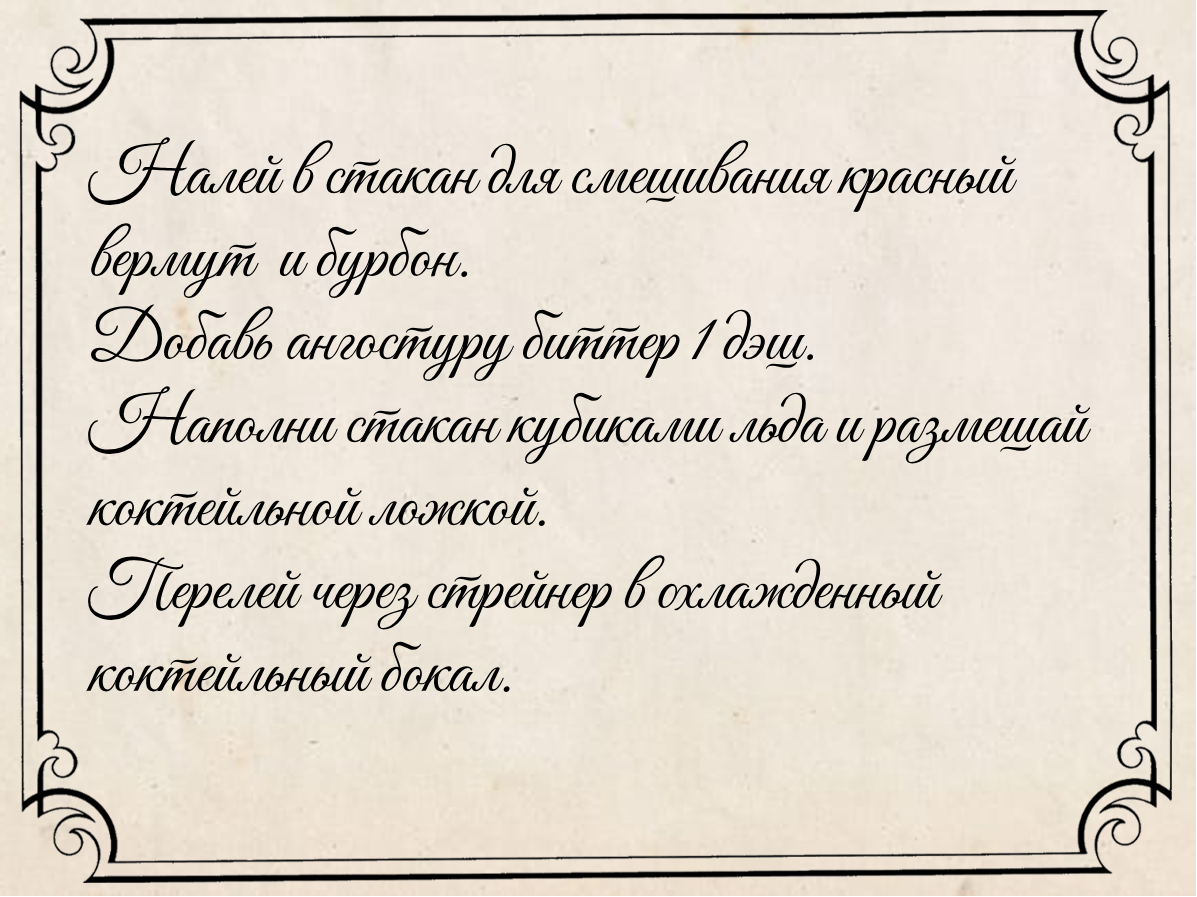 Налей в стакан для смешивания красный
вермут и бурбон.
Добавь ангостуру биттер 1 дэш.
Наполни стакан кубиками льда и размешай
коктейльной ложкой.
Перелей через стрейнер в охлажденный
коктейльный бокал.